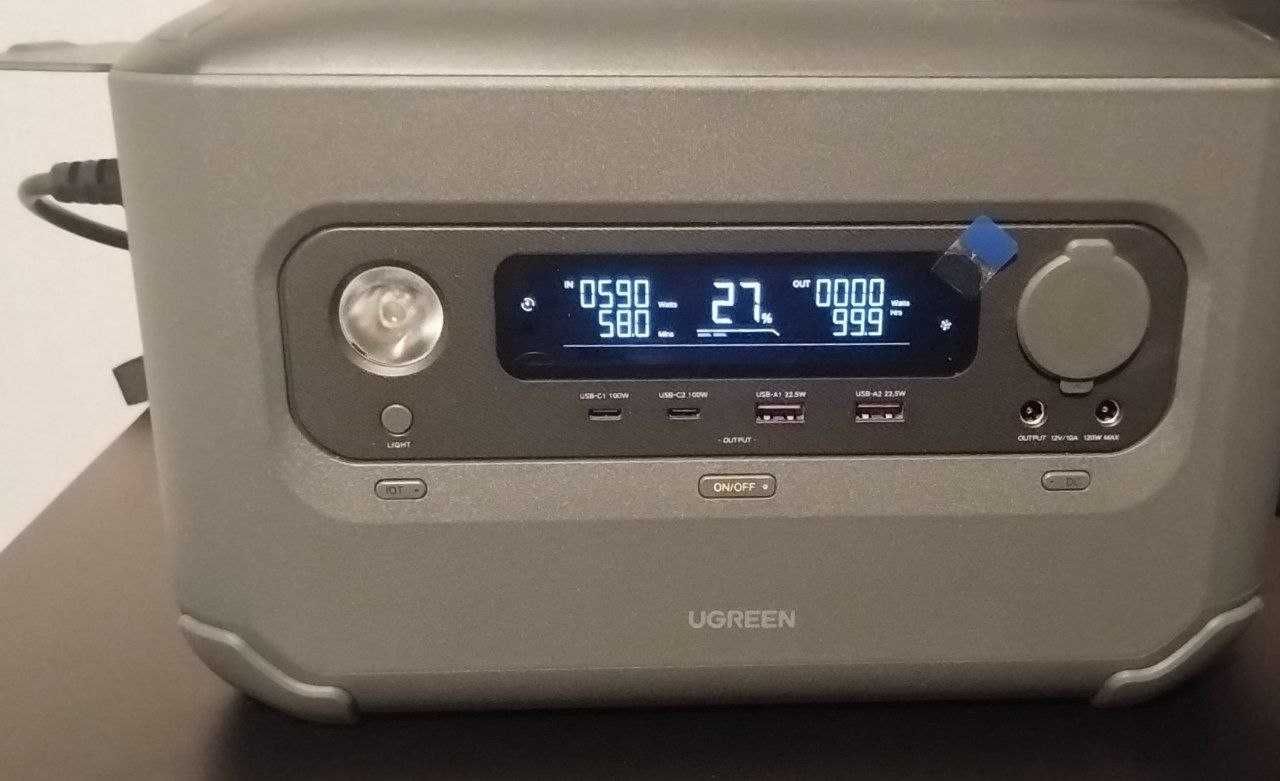 IN 0590 Watts 27 % OUT 0000 Watts
58.0 Mins 99.9 Hrs
USB-C1 100W USB-C2 100W USB-A1 22.5W USB-A2 22.5W
- OUTPUT -
LIGHT
OUTPUT 12V/10A 120W MAX
IOT
ON/OFF
DC
UGREEN